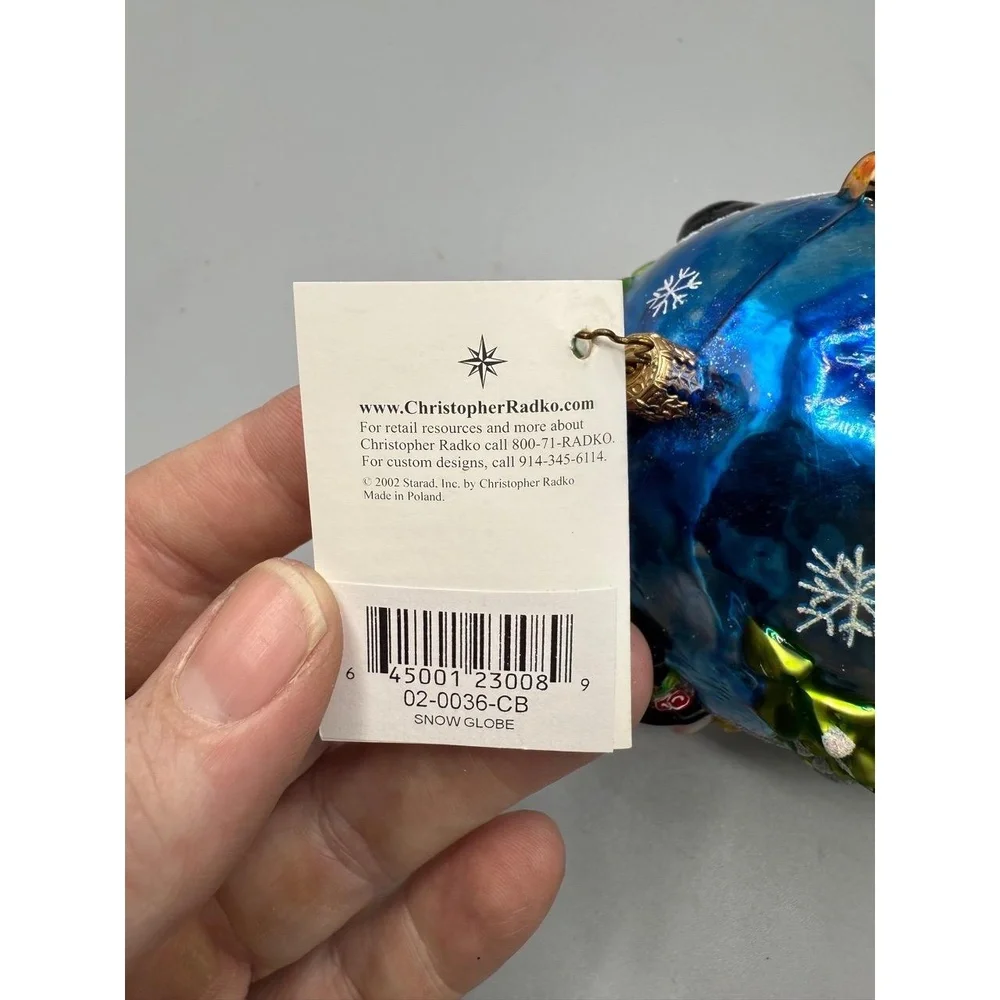 www.ChristopherRadko.com
For retail resources and more about
Christopher Radko call 800-71-RADKO.
For custom designs, call 914-345-6114.
© 2002 Starad, Inc. by Christopher Radko
Made in Poland.
6 45001 23008 9
02-0036-CB
SNOW GLOBE